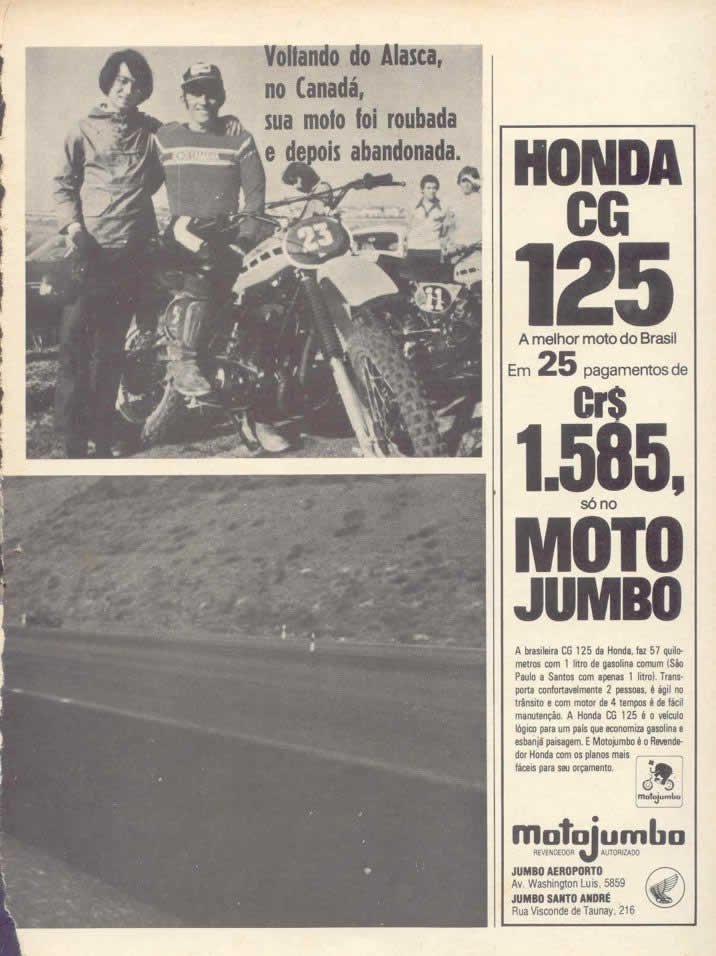 Voltando do Alasca,
no Canadá,
sua moto foi roubada
e depois abandonada.
23
11
HONDA
CG
125
A melhor moto do Brasil
Em 25 pagamentos de
Cr$
1.585,
só no
MOTO
JUMBO
A brasileira CG 125 da Honda, faz 57 quilo-
metros com 1 litro de gasolina comum (São
Paulo a Santos com apenas 1 litro). Trans-
porta confortavelmente 2 pessoas, é ágil no
trânsito e com motor de 4 tempos é de fácil
manutenção. A Honda CG 125 é o veículo
lógico para um país que economiza gasolina e
esbanja paisagem. E Motojumbo é o Revende-
dor Honda com os planos mais
fáceis para seu orçamento.
motojumbo
motojumbo
REVENDEDOR AUTORIZADO
JUMBO AEROPORTO
Av. Washington Luis, 5859
JUMBO SANTO ANDRÉ
Rua Visconde de Taunay, 216